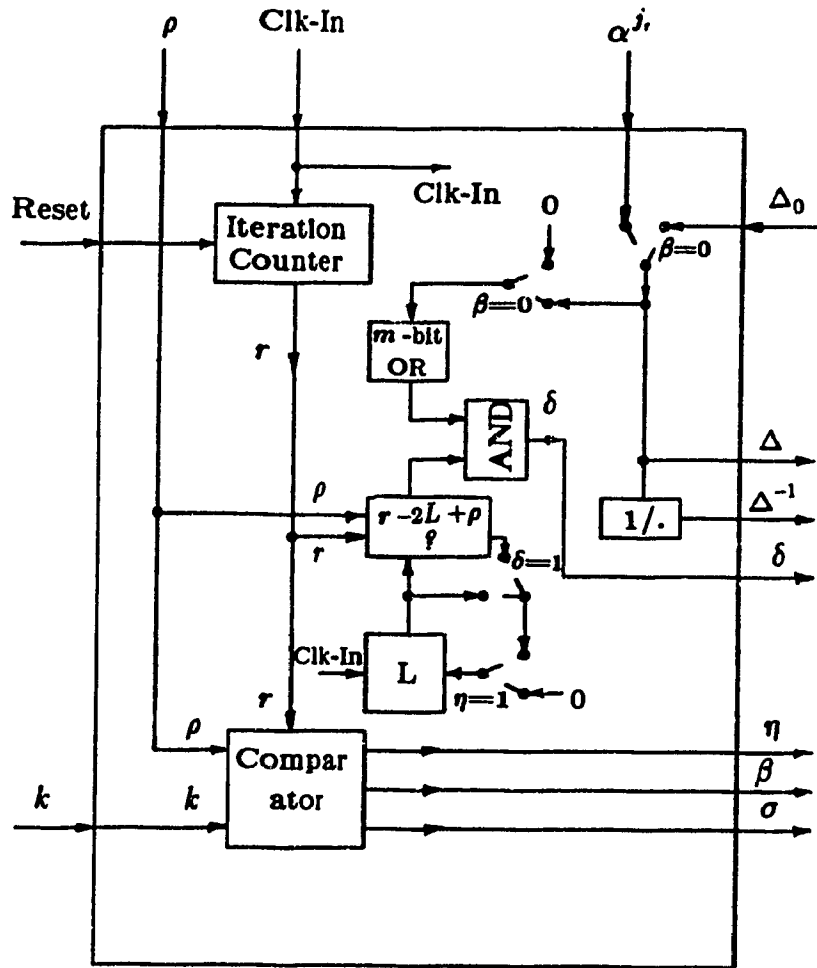 ρ
Clk-In
α^{j_r}
Clk-In
Reset
Iteration
Counter
0
Δ₀
β=0
β=0
m-bit
OR
r
AND
δ
Δ
Δ⁻¹
1/.
ρ
r-2L+ρ
?
r
δ=1
δ
Clk-In
L
η=1
0
r
ρ
Compar
ator
η
β
k
k
σ